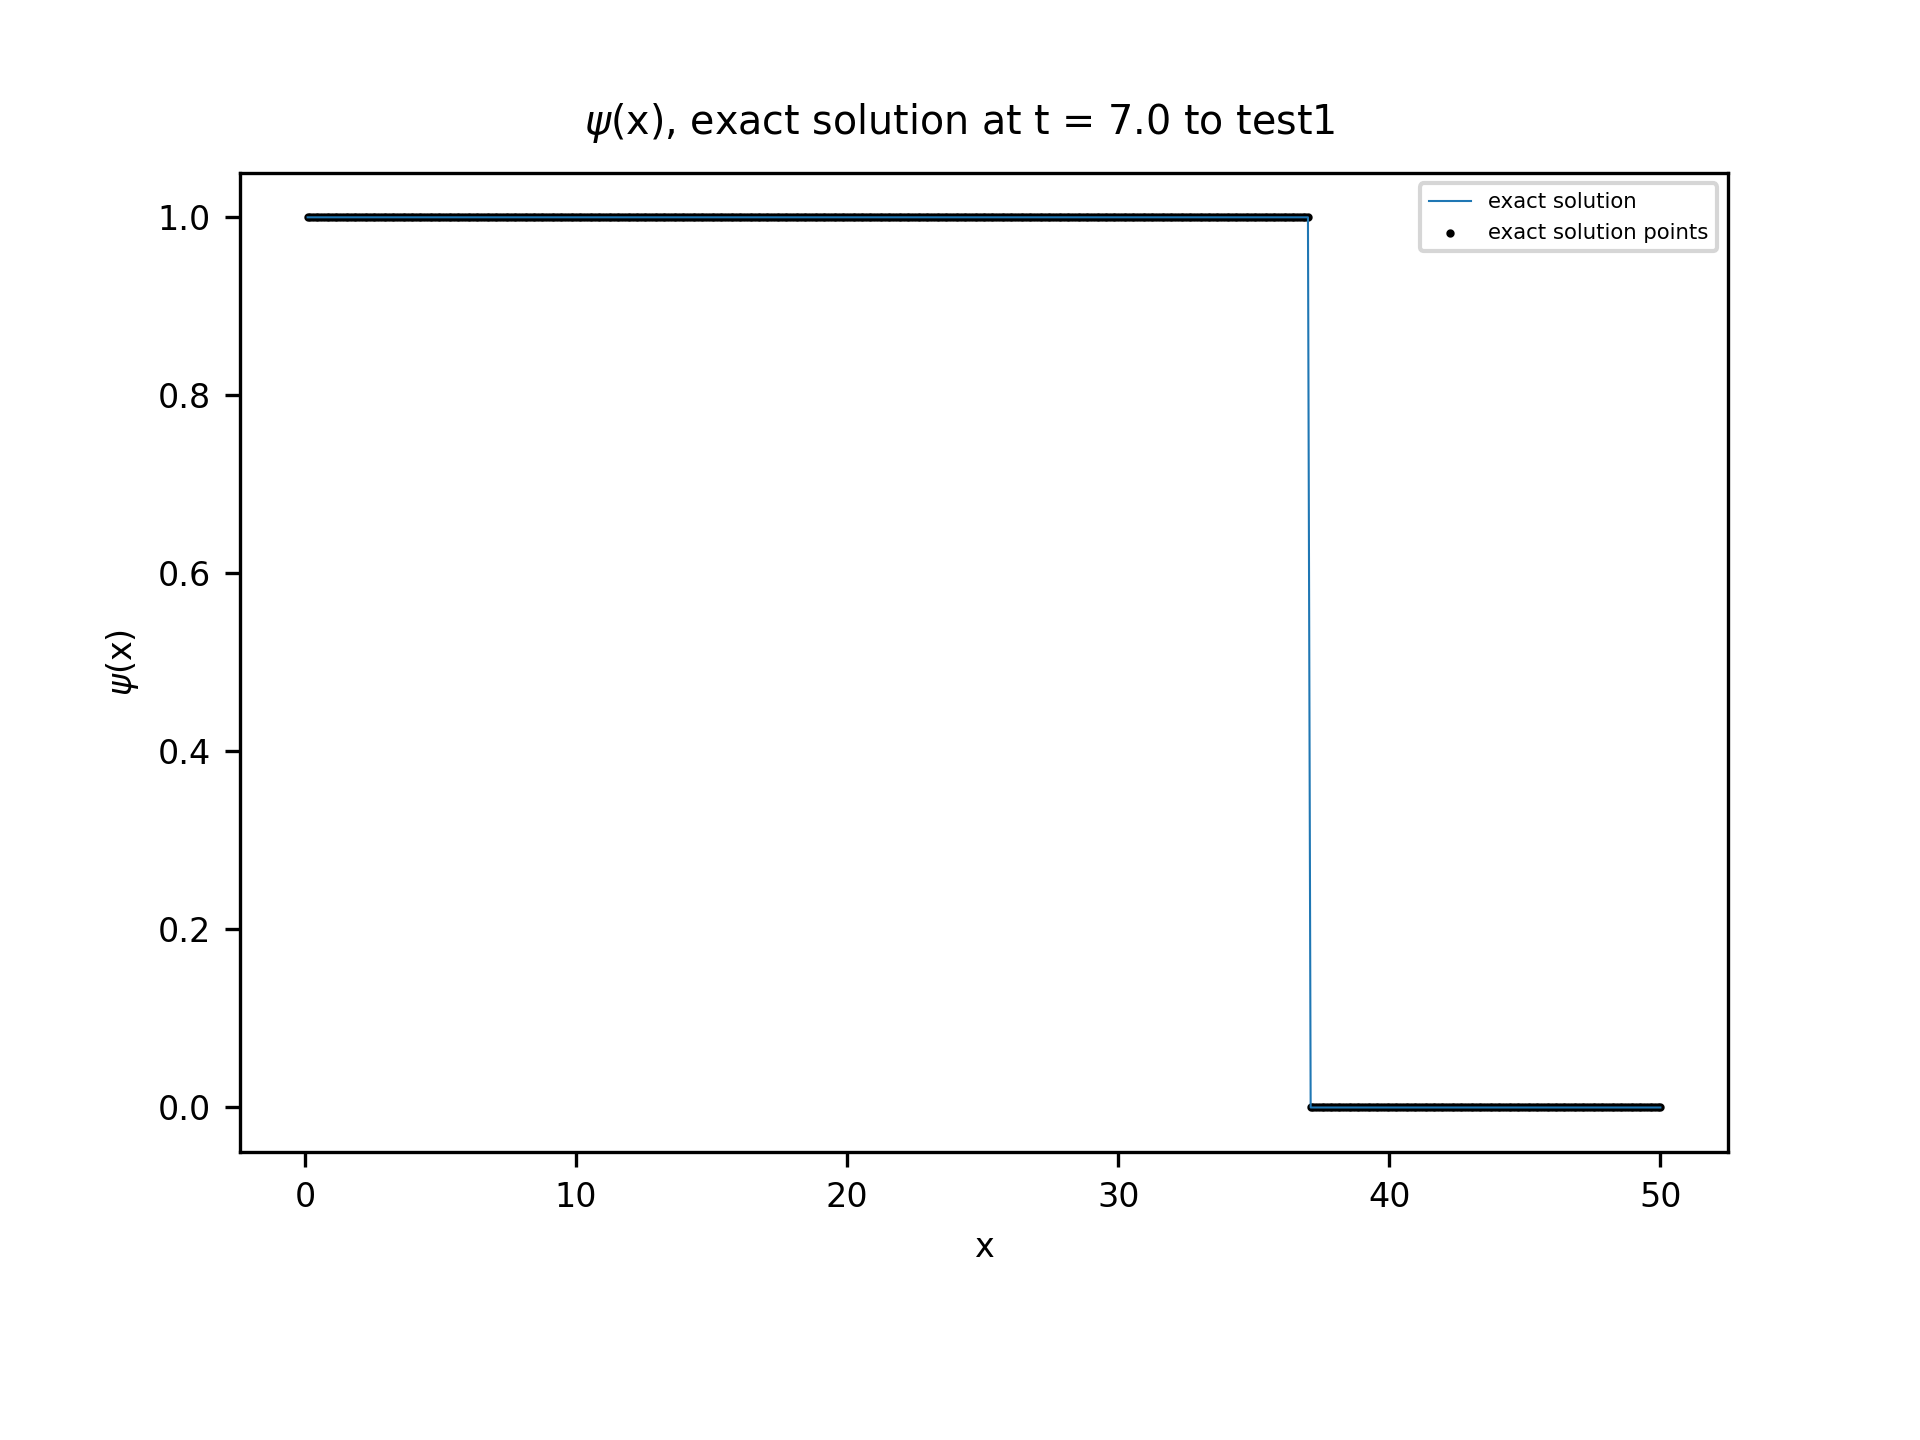 ψ(x), exact solution at t = 7.0 to test1
exact solution
exact solution points
1.0
0.8
0.6
0.4
0.2
0.0
ψ(x)
0 10 20 30 40 50
x